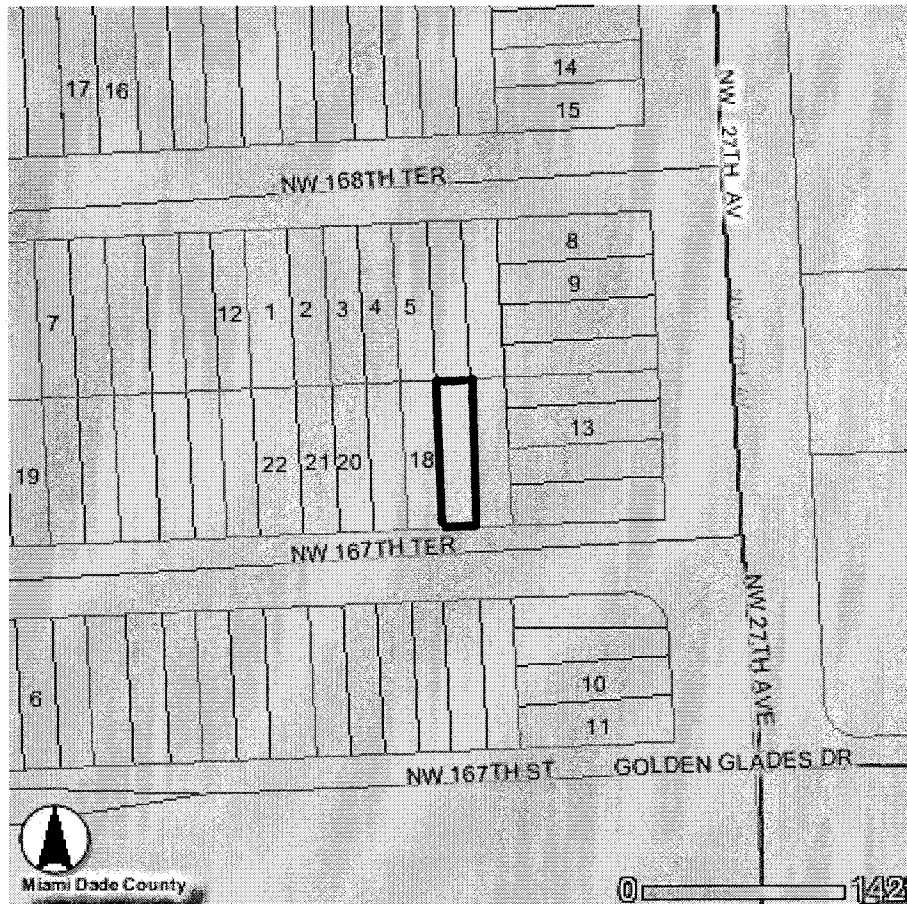 14
17 16
15
NW 27TH AV
NW 168TH TER
8
9
7
12 1 2 3 4 5
13
19
22 21 20 18
NW 167TH TER
NW 27TH AVE
10
6
11
NW 167TH ST GOLDEN GLADES DR
Miami Dade County
0 142